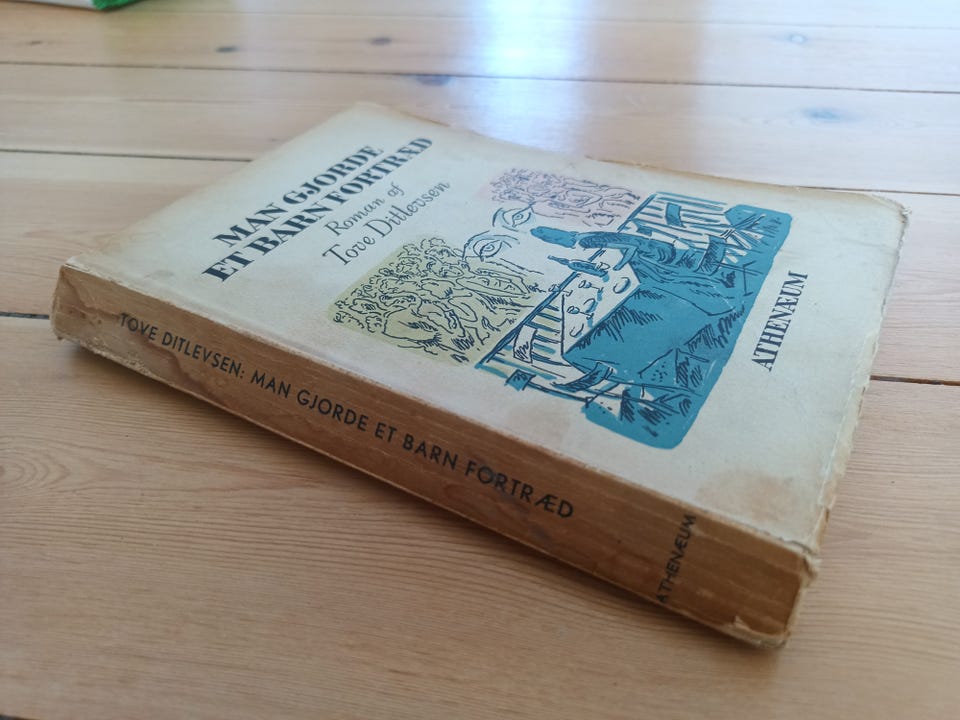 MAN GJORDE
ET BARN FORTRÆD
Roman af
Tove Ditlevsen
ATHENÆUM
TOVE DITLEVSEN: MAN GJORDE ET BARN FORTRÆD
ATHENÆUM